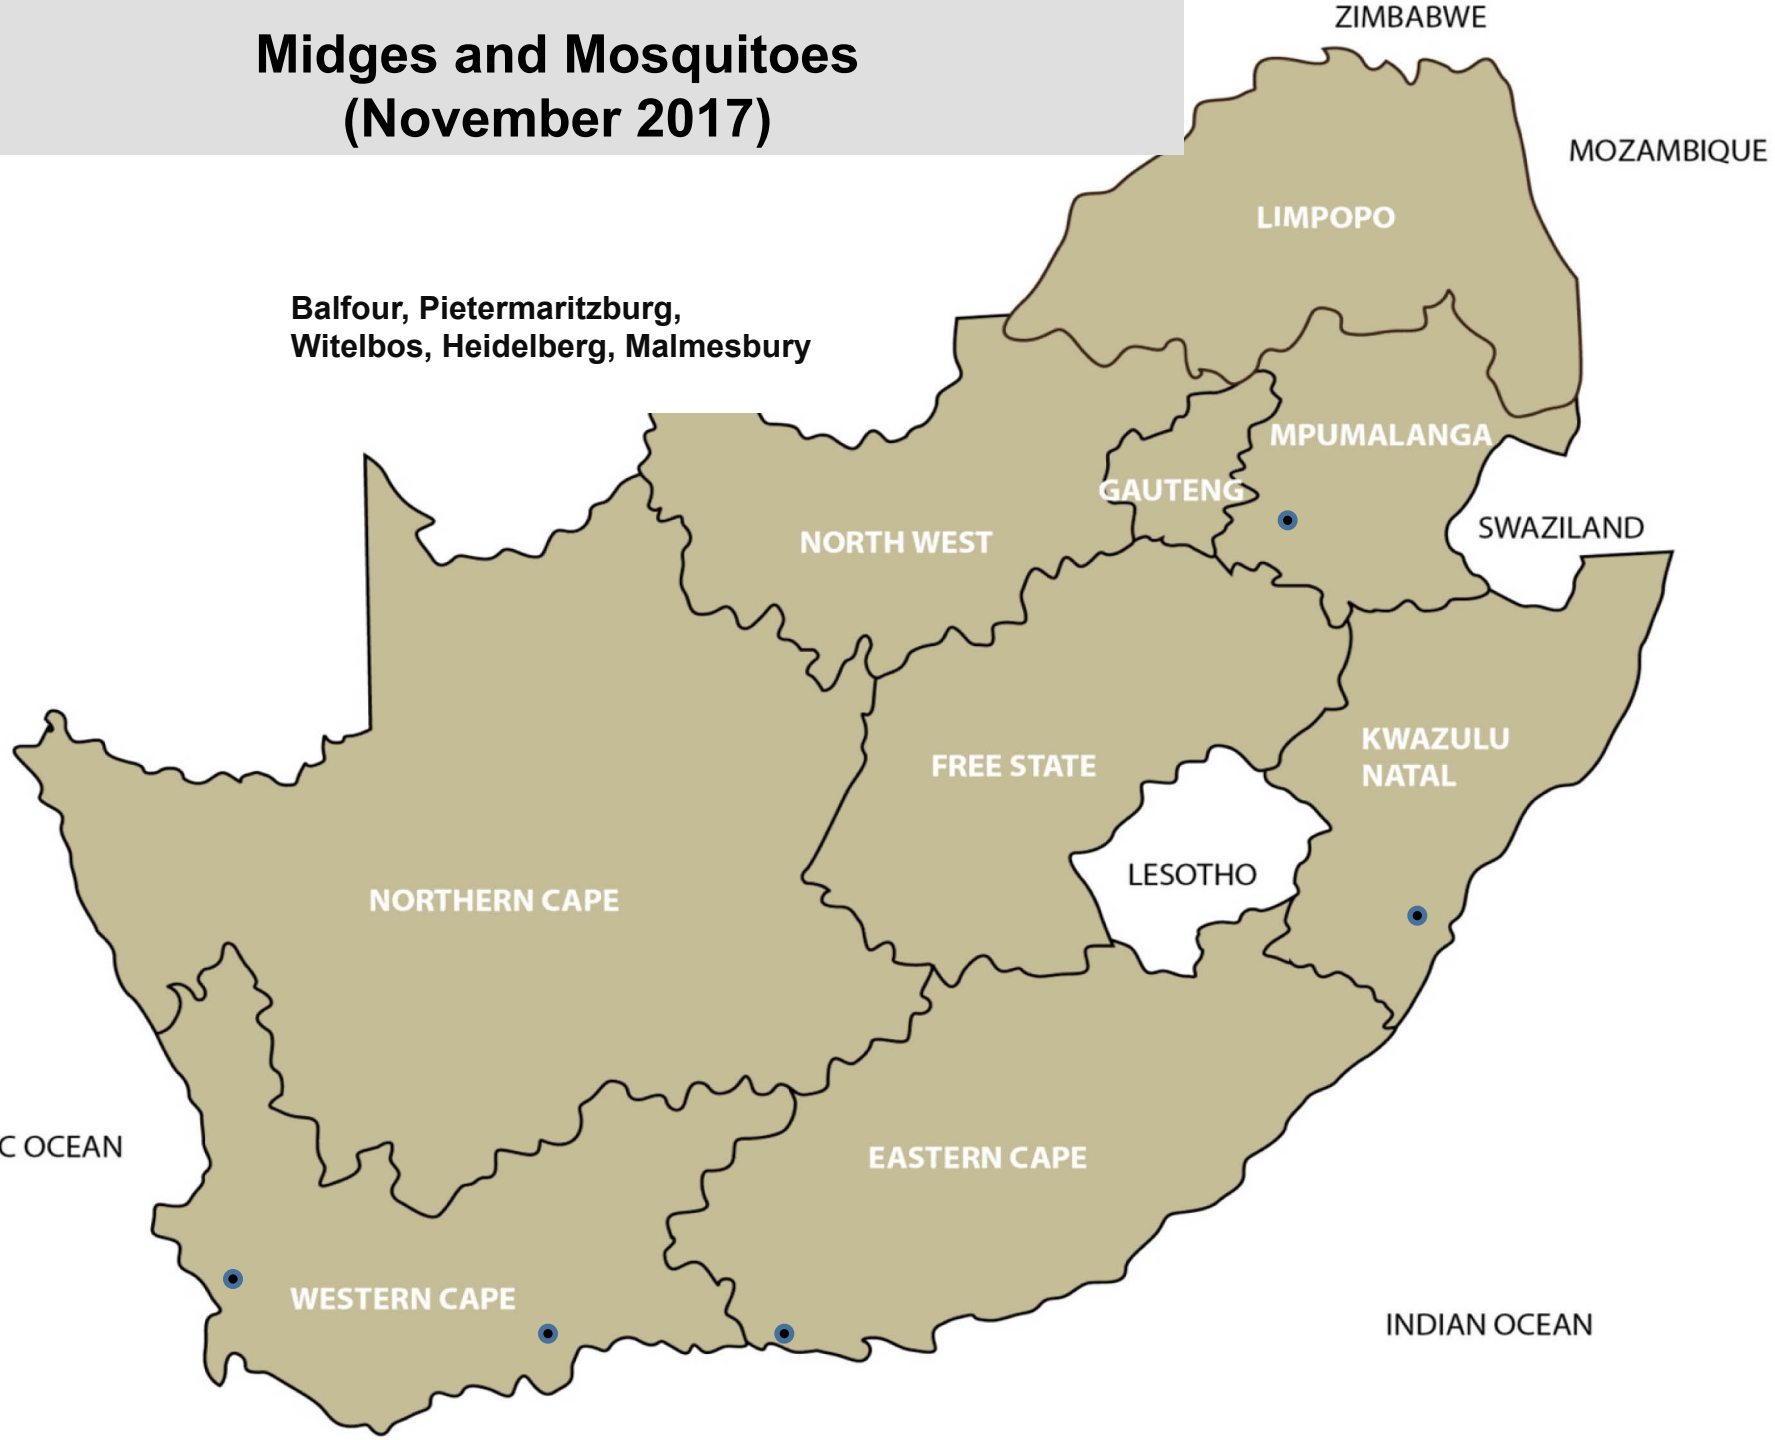 Midges and Mosquitoes
(November 2017)
ZIMBABWE
MOZAMBIQUE
LIMPOPO
Balfour, Pietermaritzburg,
Witelbos, Heidelberg, Malmesbury
MPUMALANGA
GAUTENG
SWAZILAND
NORTH WEST
KWAZULU
NATAL
FREE STATE
LESOTHO
NORTHERN CAPE
C OCEAN
EASTERN CAPE
WESTERN CAPE
INDIAN OCEAN